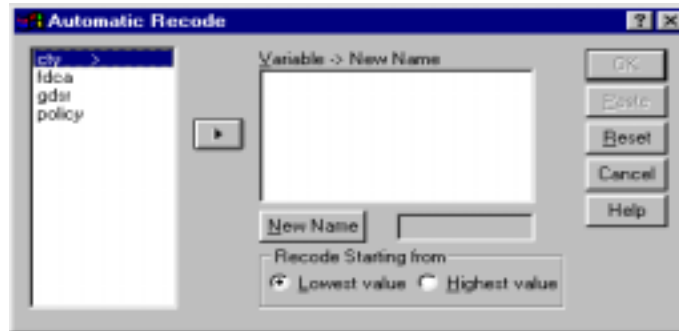 Automatic Recode
cty >
fdca
gdsr
policy
Variable -> New Name
New Name
Recode Starting from
Lowest value
Highest value
OK
Paste
Reset
Cancel
Help